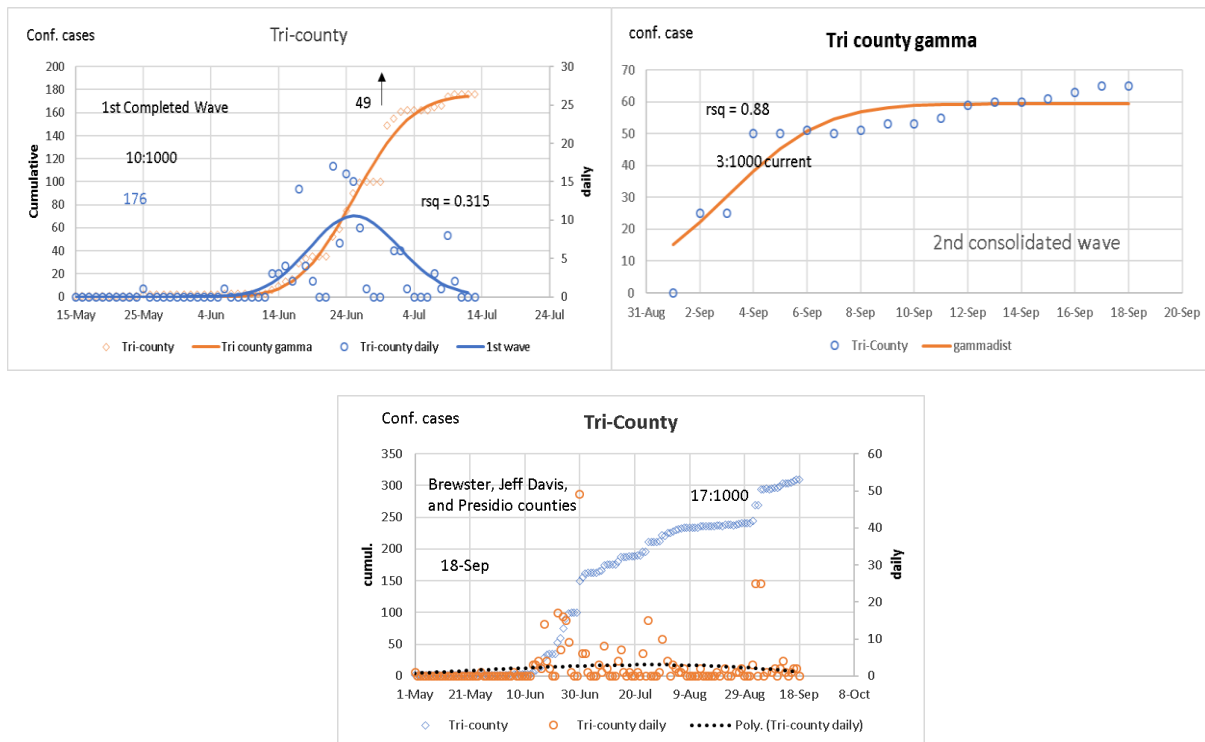 Conf. cases
Tri-county
200
180
160
140
120
100
80
60
40
20
0
Cumulative
30
25
20
15
10
5
0
daily
49
1st Completed Wave
10:1000
176
rsq = 0.315
15-May 25-May 4-Jun 14-Jun 24-Jun 4-Jul 14-Jul 24-Jul
Tri-county Tri county gamma Tri-county daily 1st wave
conf. case
Tri county gamma
70
60
50
40
30
20
10
0
rsq = 0.88
3:1000 current
2nd consolidated wave
31-Aug 2-Sep 4-Sep 6-Sep 8-Sep 10-Sep 12-Sep 14-Sep 16-Sep 18-Sep 20-Sep
Tri-County gammadist
Conf. cases
Tri-County
350
300
250
200
150
100
50
0
cumul.
60
50
40
30
20
10
0
daily
Brewster, Jeff Davis,
and Presidio counties
17:1000
18-Sep
1-May 21-May 10-Jun 30-Jun 20-Jul 9-Aug 29-Aug 18-Sep 8-Oct
Tri-county Tri-county daily Poly. (Tri-county daily)